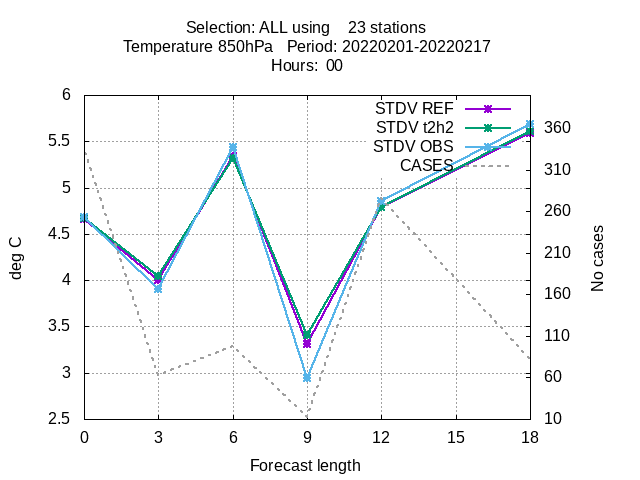 Selection: ALL using    23 stations
Temperature 850hPa   Period: 20220201-20220217
Hours:  00
STDV REF
STDV t2h2
STDV OBS
CASES
6
5.5
5
4.5
4
3.5
3
2.5
deg C
360
310
260
210
160
110
60
10
No cases
0 3 6 9 12 15 18
Forecast length